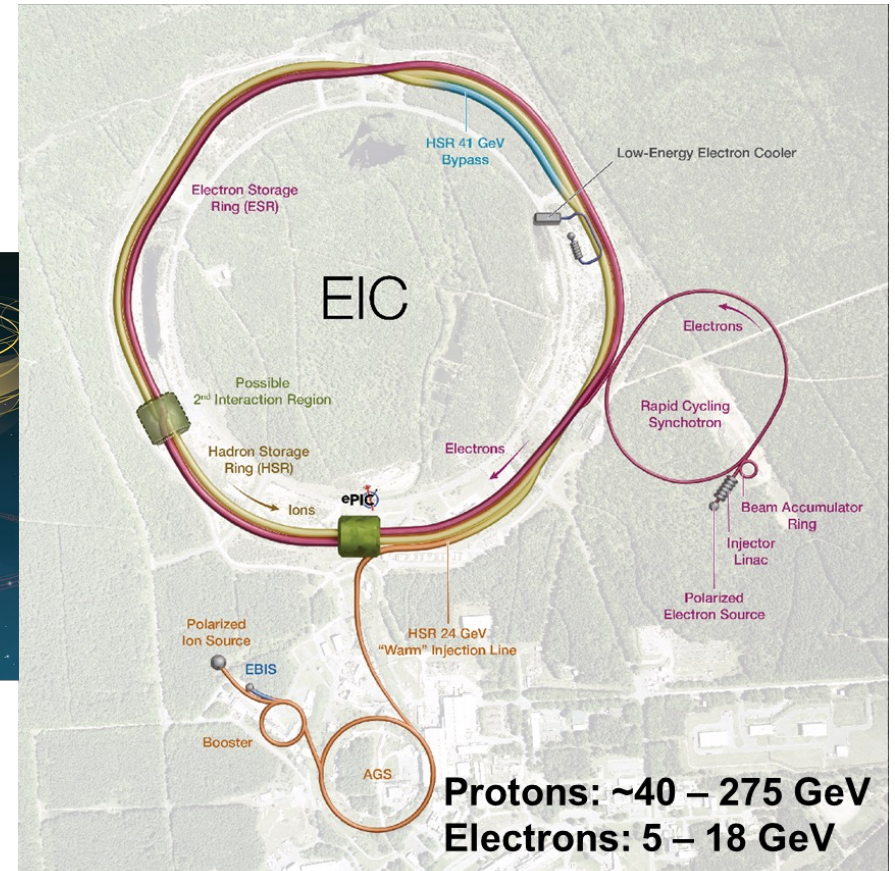 HSR 41 GeV
Bypass
Low-Energy Electron Cooler
Electron Storage
Ring (ESR)
EIC
Electrons
Possible
2nd Interaction Region
Rapid Cycling
Synchotron
Hadron Storage
Ring (HSR)
Electrons
Ions
ePIC
Beam Accumulator
Ring
Injector
Linac
Polarized
Electron Source
Polarized
Ion Source
HSR 24 GeV
"Warm" Injection Line
EBIS
Booster
AGS
Protons: ~40 – 275 GeV
Electrons: 5 – 18 GeV